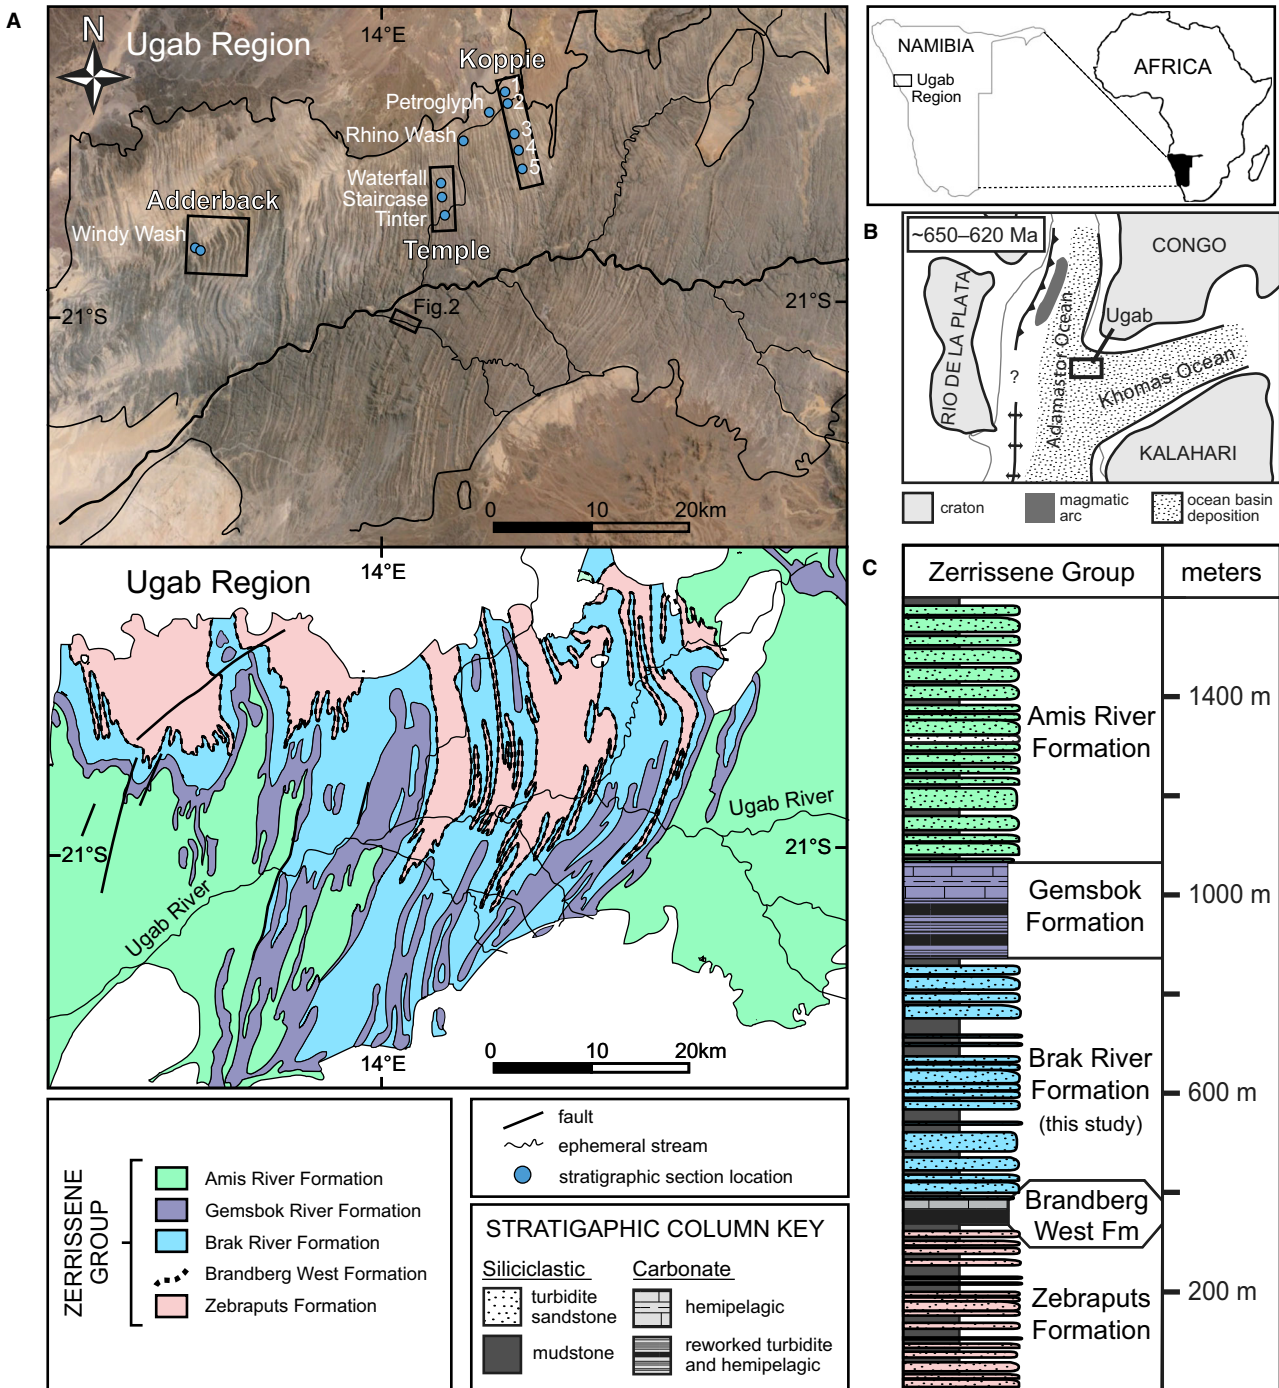 A
N
Ugab Region
14°E
Koppie
1
2
3
4
5
Petroglyph
Rhino Wash
Waterfall
Staircase
Tinter
Temple
Adderback
Windy Wash
21°S
21°S
Fig.2
0 10 20km
NAMIBIA
Ugab
Region
AFRICA
B
~650–620 Ma
CONGO
RIO DE LA PLATA
Adamastor Ocean
Ugab
Khomas Ocean
?
KALAHARI
craton
magmatic
arc
ocean basin
deposition
14°E
Ugab Region
Ugab River
21°S
21°S
Ugab River
14°E
0 10 20km
C
Zerrissene Group
meters
Amis River
Formation
1400 m
Gemsbok
Formation
1000 m
Brak River
Formation
(this study)
600 m
Brandberg
West Fm
Zebraputs
Formation
200 m
ZERRISSENE
GROUP
Amis River Formation
Gemsbok River Formation
Brak River Formation
Brandberg West Formation
Zebraputs Formation
fault
ephemeral stream
stratigraphic section location
STRATIGAPHIC COLUMN KEY
Siliciclastic
turbidite
sandstone
mudstone
Carbonate
hemipelagic
reworked turbidite
and hemipelagic